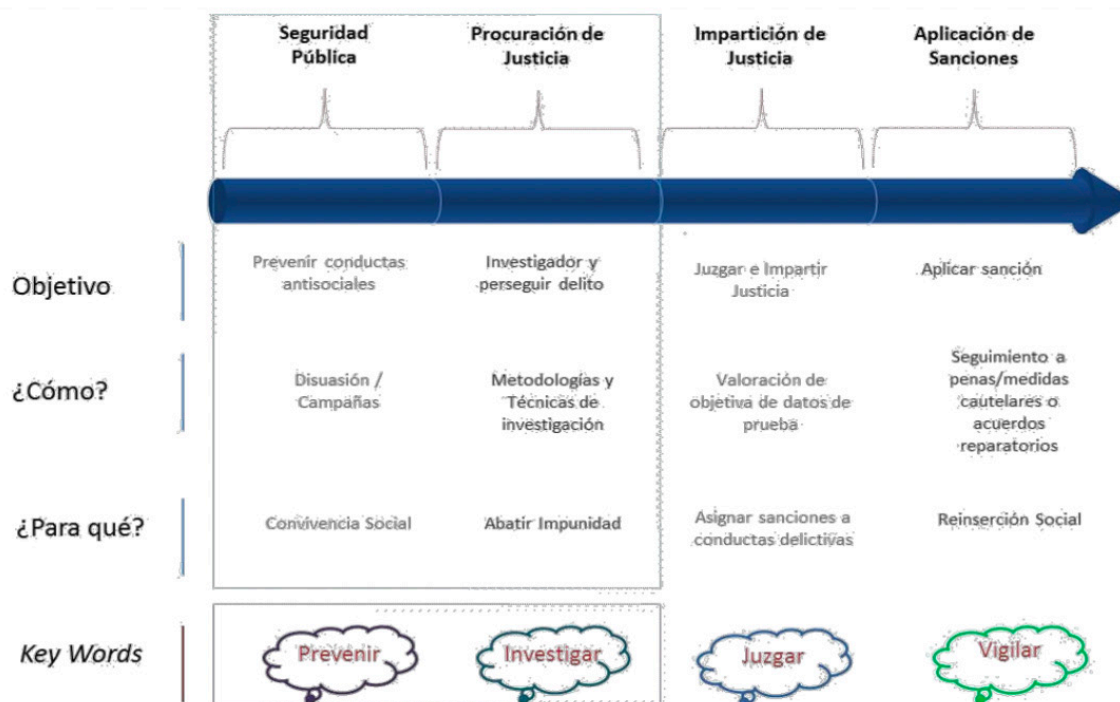 Seguridad
Pública
Procuración de
Justicia
Impartición de
Justicia
Aplicación de
Sanciones
Objetivo
Prevenir conductas
antisociales
Investigador y
perseguir delito
Juzgar e Impartir
Justicia
Aplicar sanción
¿Cómo?
Disuasión /
Campañas
Metodologías y
Técnicas de
investigación
Valoración de
objetiva de datos de
prueba
Seguimiento a
penas/medidas
cautelares o
acuerdos
reparatorios
¿Para qué?
Convivencia Social
Abatir Impunidad
Asignar sanciones a
conductas delictivas
Reinserción Social
Key Words
Prevenir
Investigar
Juzgar
Vigilar